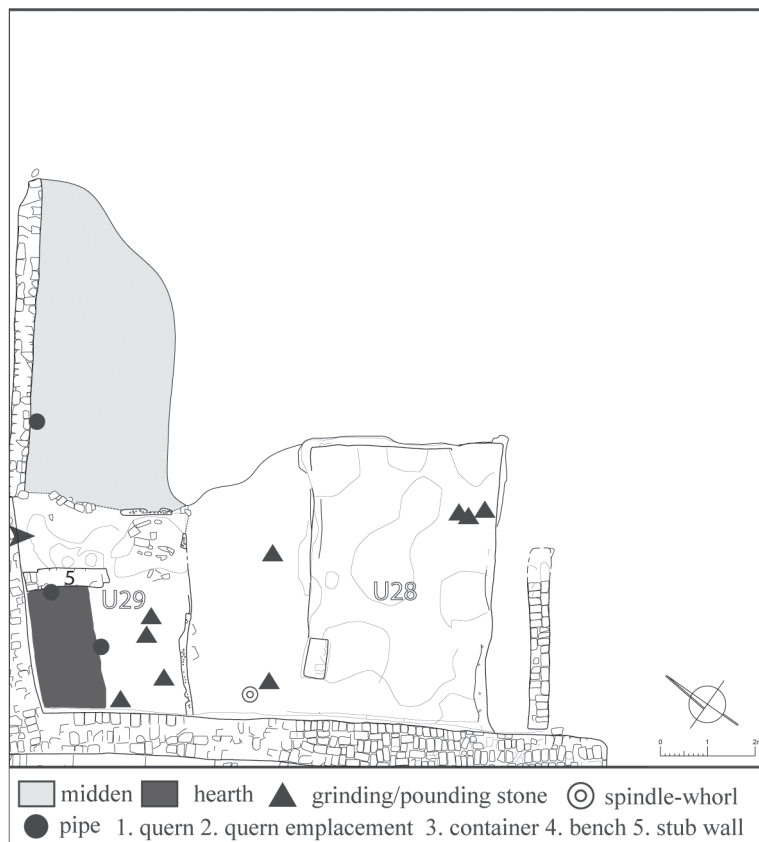 5
U29
U28
0 1 2m
midden hearth grinding/pounding stone spindle-whorl
pipe 1. quern 2. quern emplacement 3. container 4. bench 5. stub wall